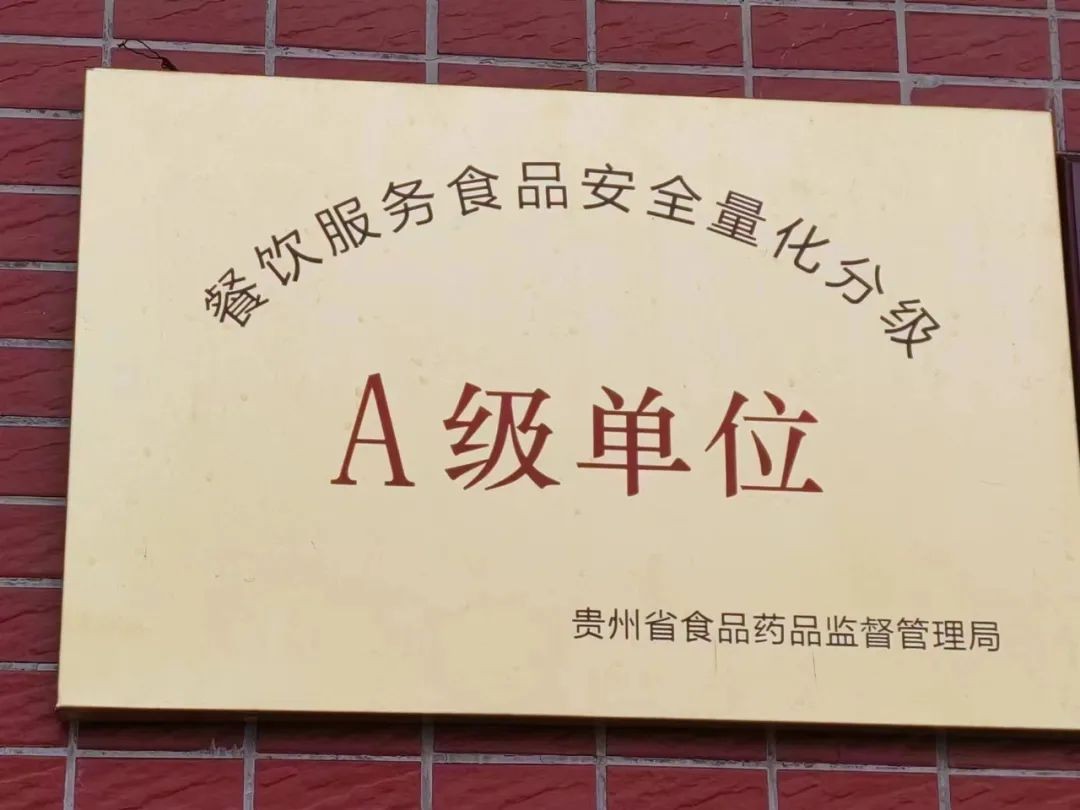 餐饮服务食品安全量化分级
A级单位
贵州省食品药品监督管理局